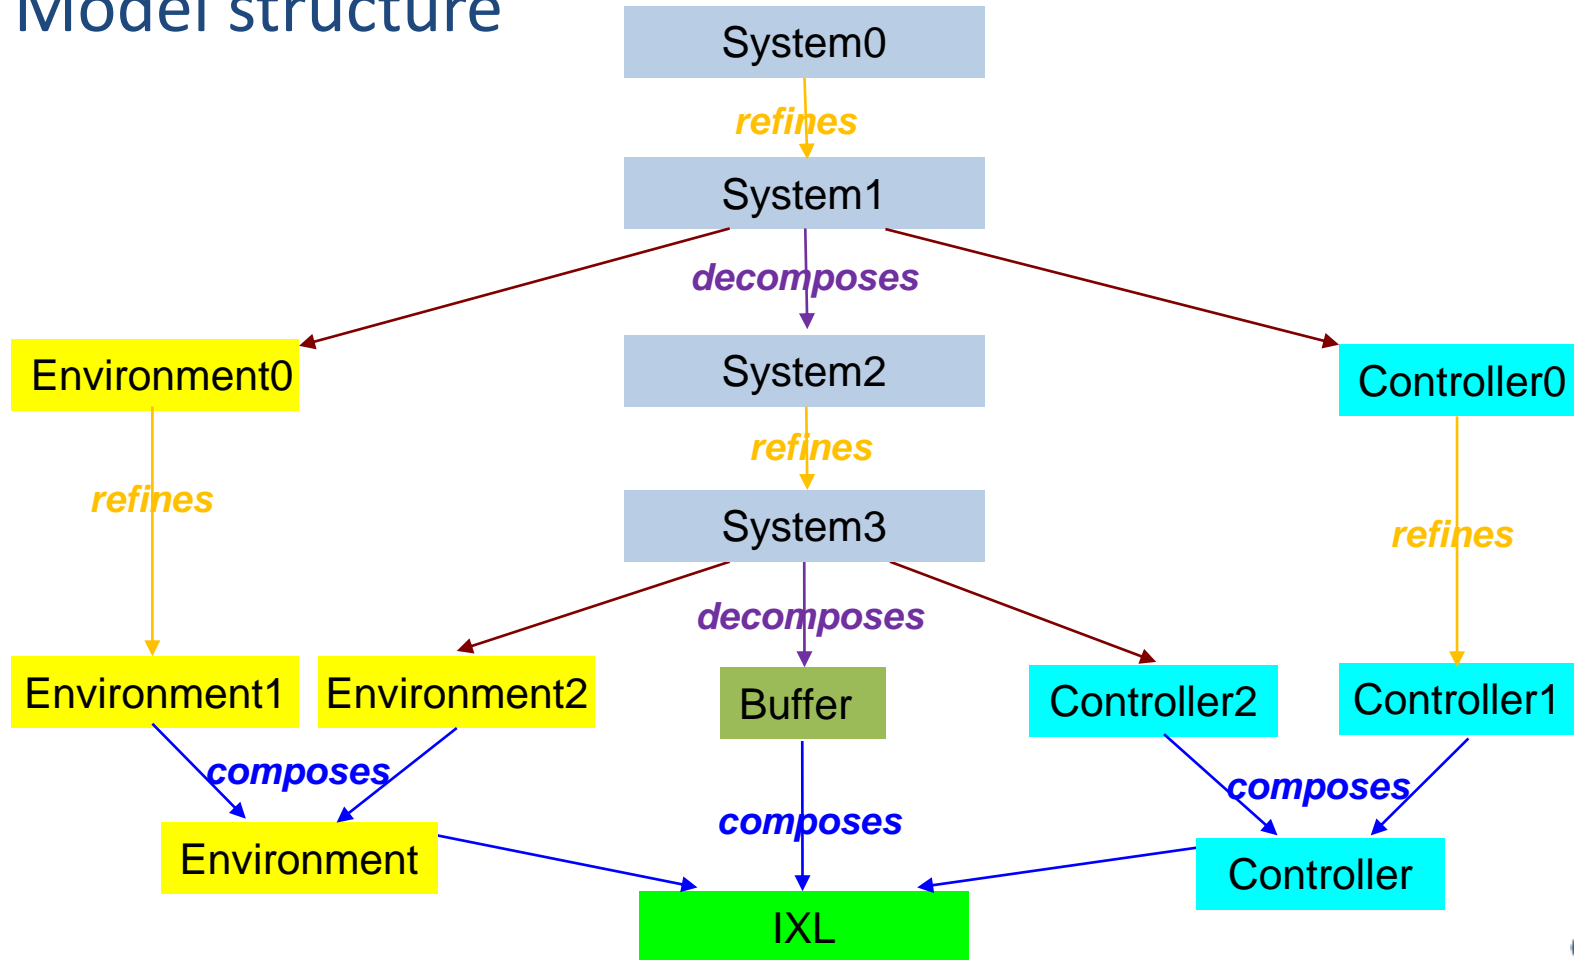 Model structure
System0
refines
System1
decomposes
Environment0
System2
Controller0
refines
refines
System3
refines
decomposes
Environment1
Environment2
Buffer
Controller2
Controller1
composes
composes
composes
Environment
Controller
IXL